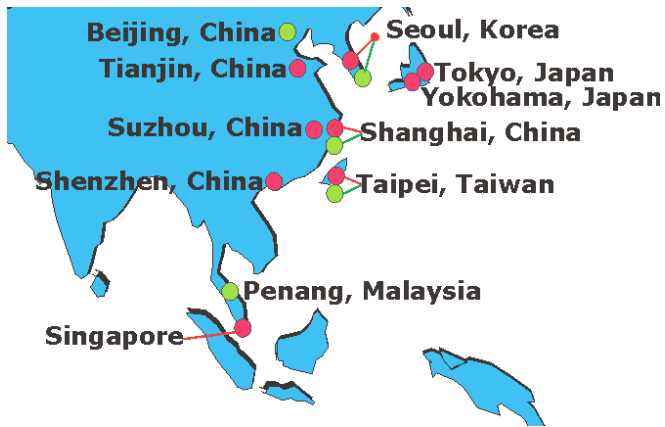 Beijing, China
Seoul, Korea
Tianjin, China
Tokyo, Japan
Yokohama, Japan
Suzhou, China
Shanghai, China
Shenzhen, China
Taipei, Taiwan
Penang, Malaysia
Singapore